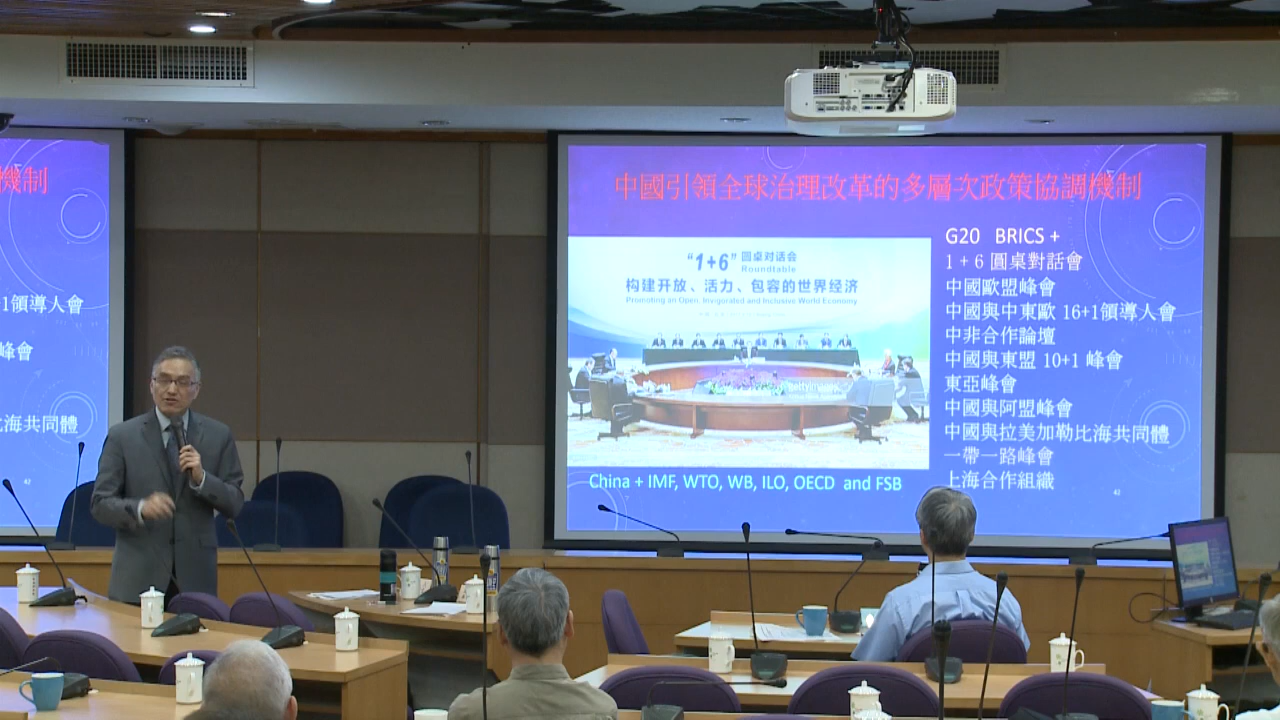 機制
+1領導人會
峰會
比海共同體
42
中國引領全球治理改革的多層次政策協調機制
“1+6” 圆桌对话会
Roundtable
构建开放、活力、包容的世界经济
Promoting an Open, Invigorated and Inclusive World Economy
gettyimages
China + IMF, WTO, WB, ILO, OECD and FSB
G20 BRICS +
1 + 6 圓桌對話會
中國歐盟峰會
中國與中東歐 16+1領導人會
中非合作論壇
中國與東盟 10+1 峰會
東亞峰會
中國與阿盟峰會
中國與拉美加勒比海共同體
一帶一路峰會
上海合作組織
42